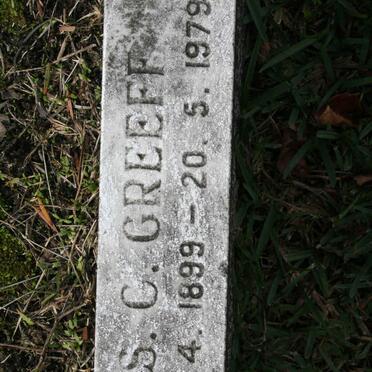 S. C. GREEFF
4. 1899 – 20. 5. 1979